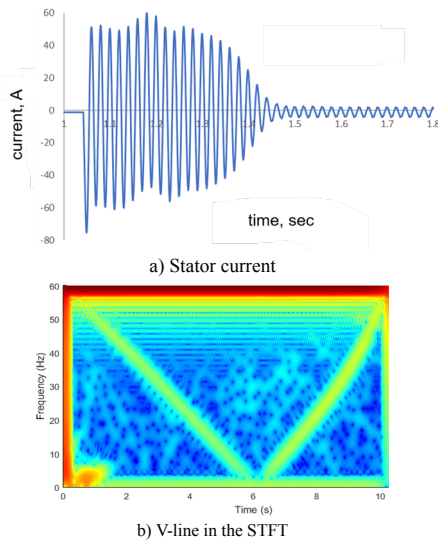 60
40
20
0
-20
-40
-60
-80
current, A
1 1.1 1.2 1.3 1.4 1.5 1.6 1.7 1.8
time, sec
a) Stator current
60
50
40
30
20
10
0
Frequency (Hz)
0 2 4 6 8 10
Time (s)
b) V-line in the STFT